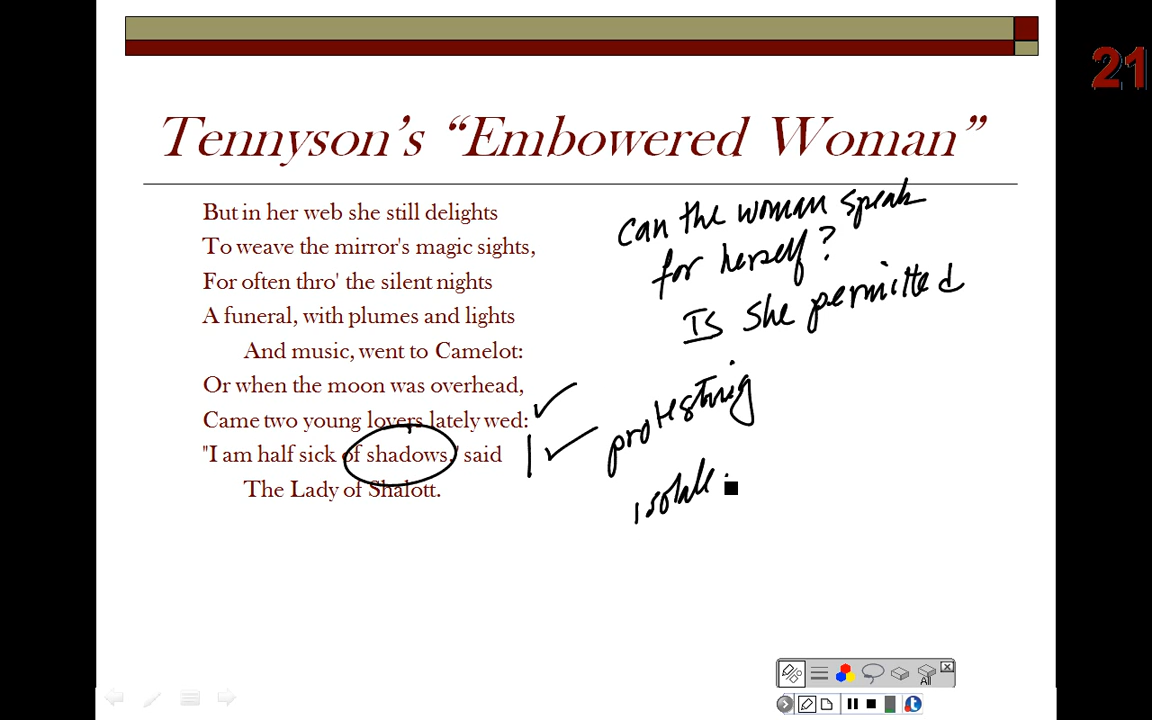 21
Tennyson's “Embowered Woman”
But in her web she still delights
To weave the mirror's magic sights,
For often thro' the silent nights
A funeral, with plumes and lights
And music, went to Camelot:
Or when the moon was overhead,
Came two young lovers lately wed:
"I am half sick of shadows," said
The Lady of Shalott.
can the woman speak
for herself?
Is she permitted
protesting
All